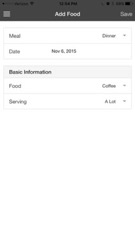 Add Food
Save
Meal Dinner
Date Nov 6, 2015
Basic Information
Food Coffee
Serving A Lot